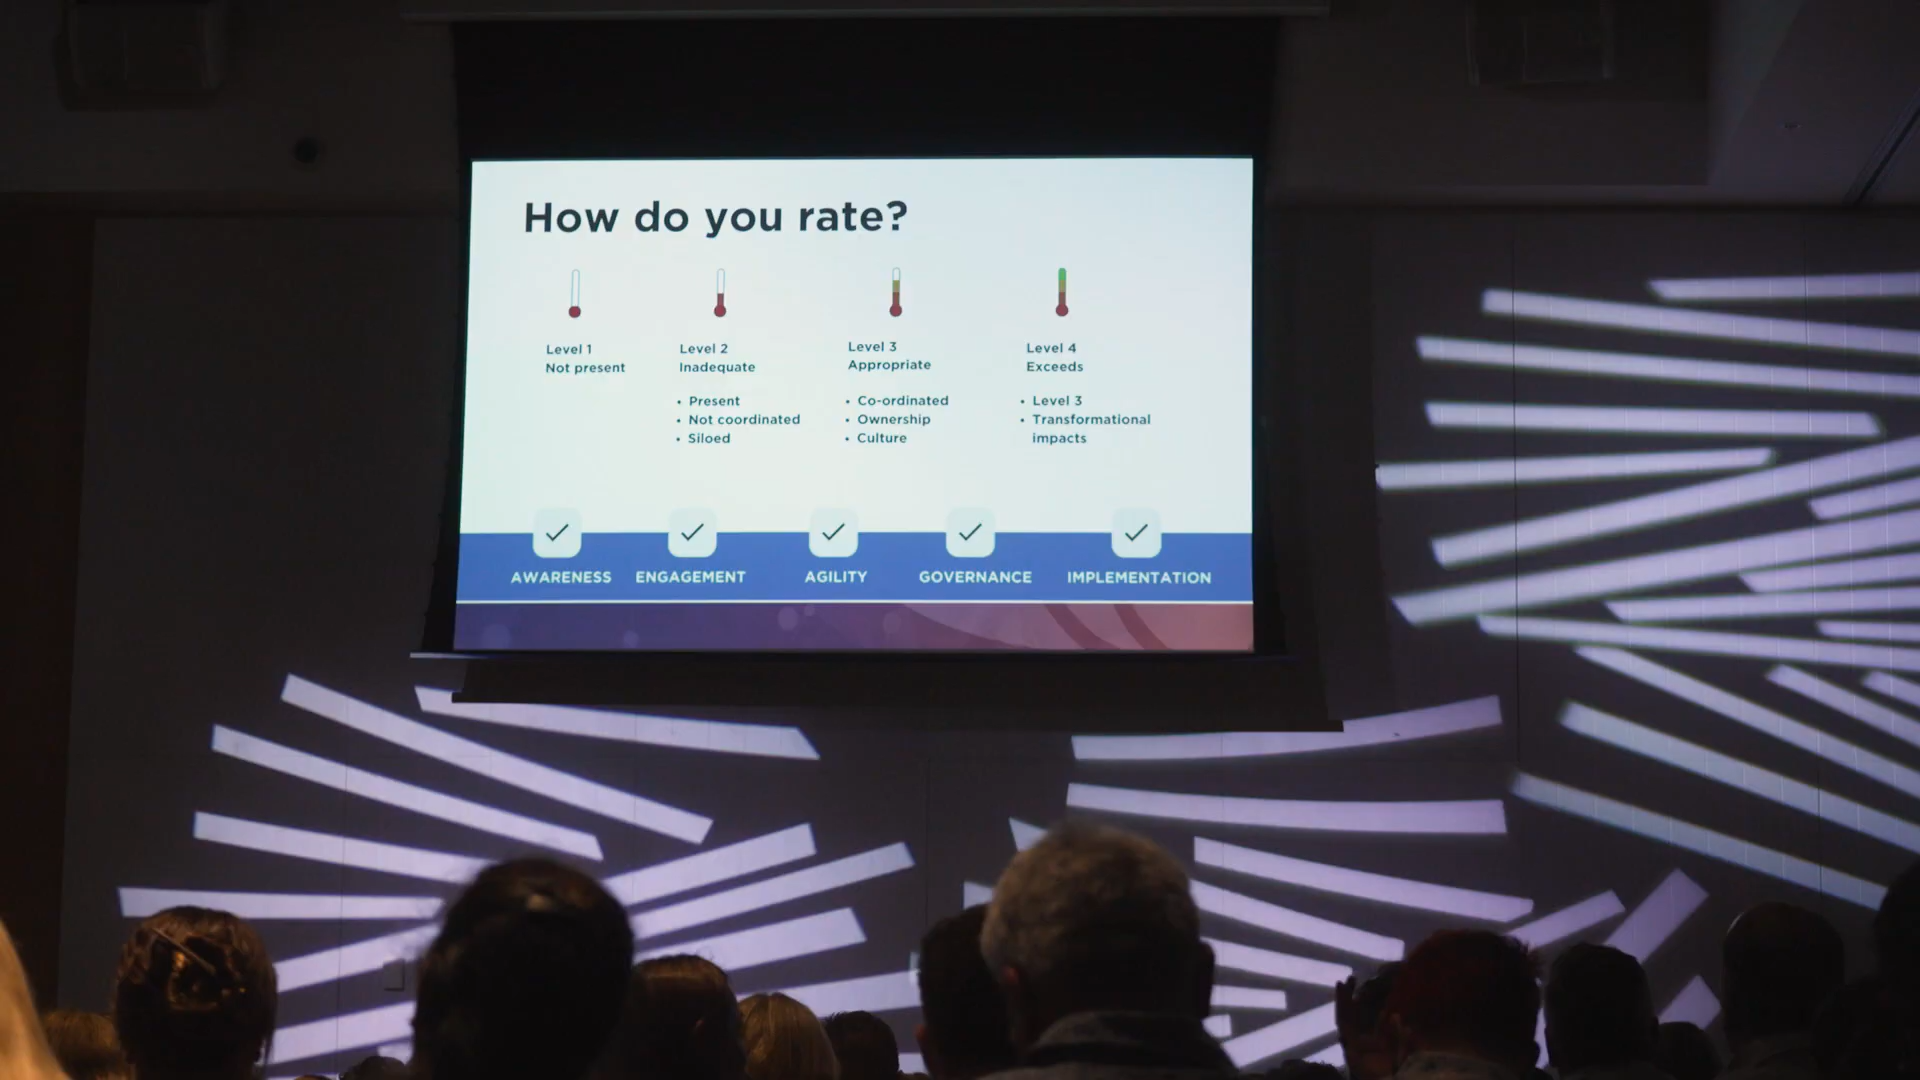 How do you rate?
Level 1
Not present
Level 2
Inadequate
• Present
• Not coordinated
• Siloed
Level 3
Appropriate
• Co-ordinated
• Ownership
• Culture
Level 4
Exceeds
• Level 3
• Transformational
impacts
AWARENESS ENGAGEMENT AGILITY GOVERNANCE IMPLEMENTATION